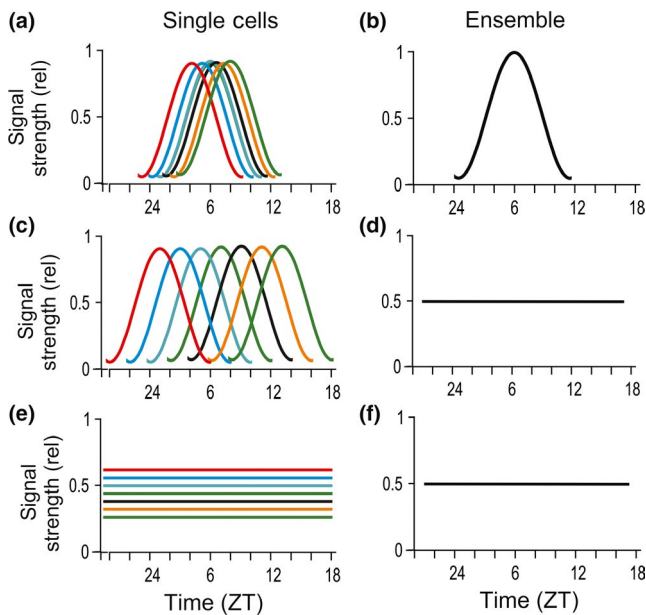 (a) Single cells (b) Ensemble
Signal
strength (rel)
1 1
0.5 0.5
0 0
24 6 12 18 24 6 12 18
(c) (d)
Signal
strength (rel)
1 1
0.5 0.5
0 0
24 6 12 18 24 6 12 18
(e) (f)
Signal
strength (rel)
1 1
0.5 0.5
0 0
24 6 12 18 24 6 12 18
Time (ZT) Time (ZT)